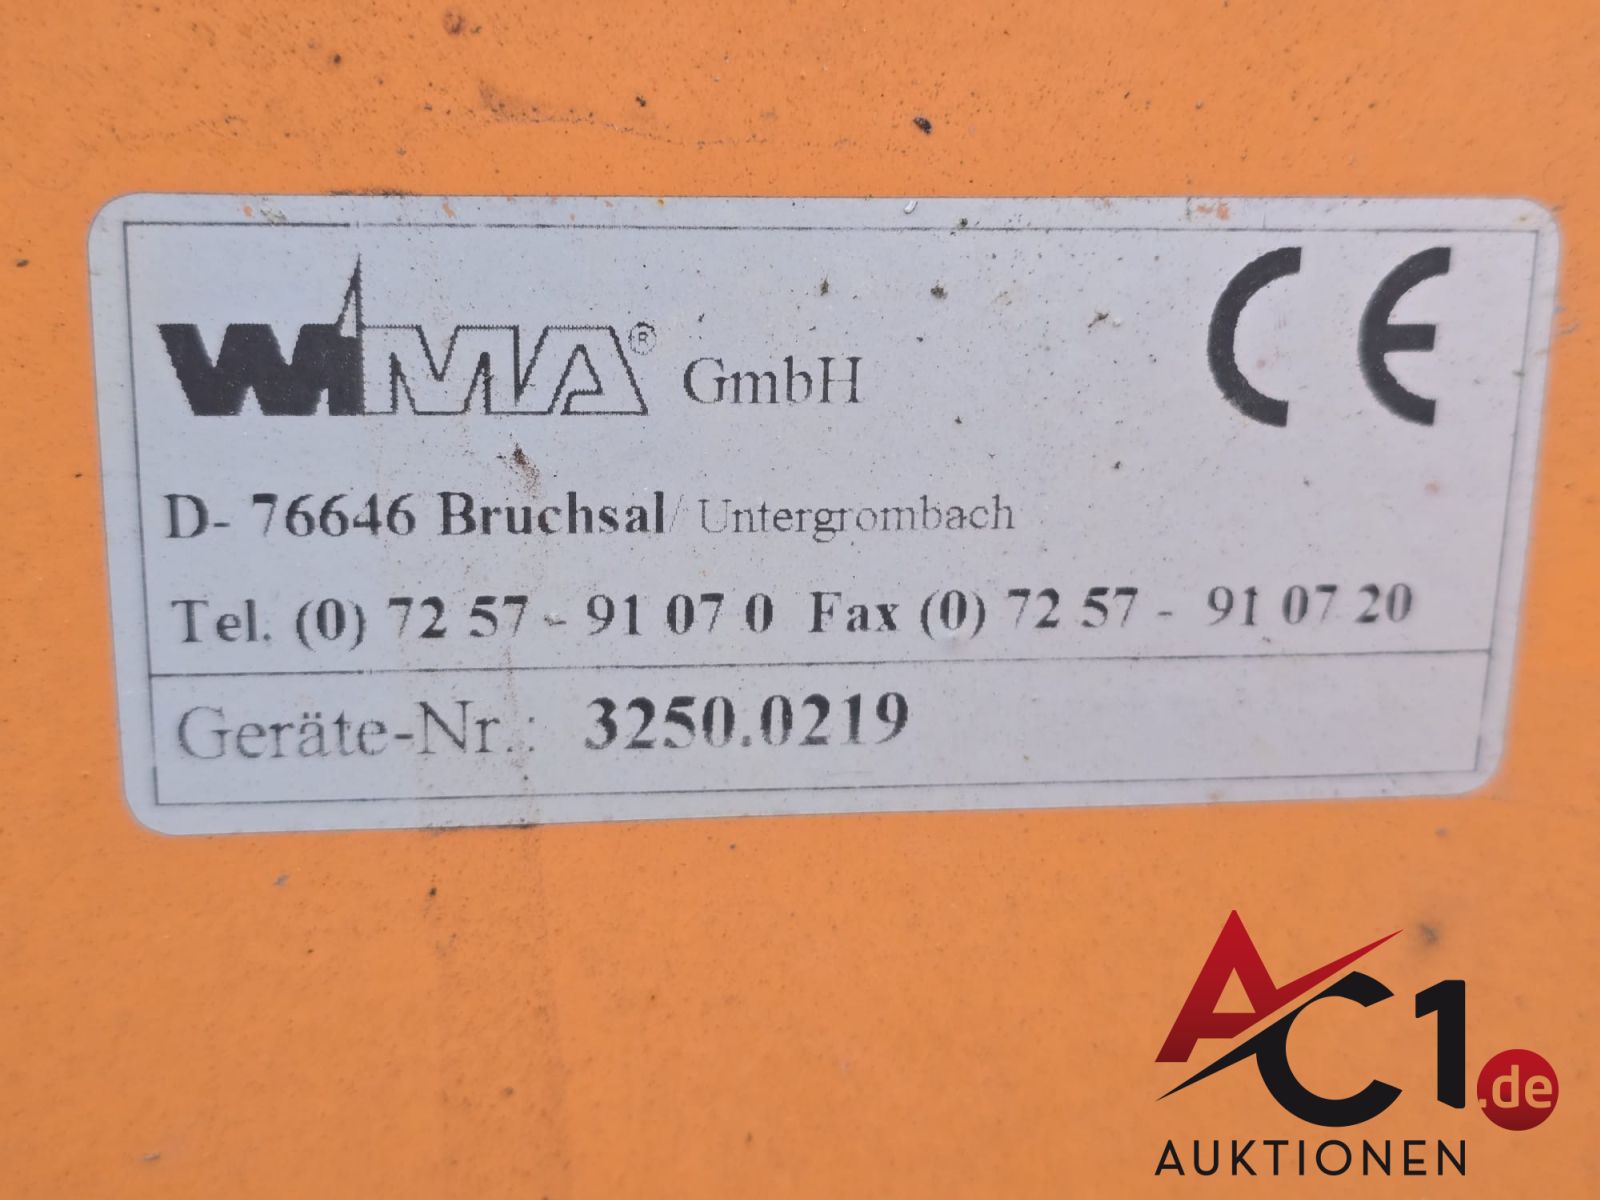 WIMA® GmbH CE
D- 76646 Bruchsal/ Untergrombach
Tel. (0) 72 57 - 91 07 0 Fax (0) 72 57 - 91 07 20
Geräte-Nr.: 3250.0219
AC1.de
AUKTIONEN